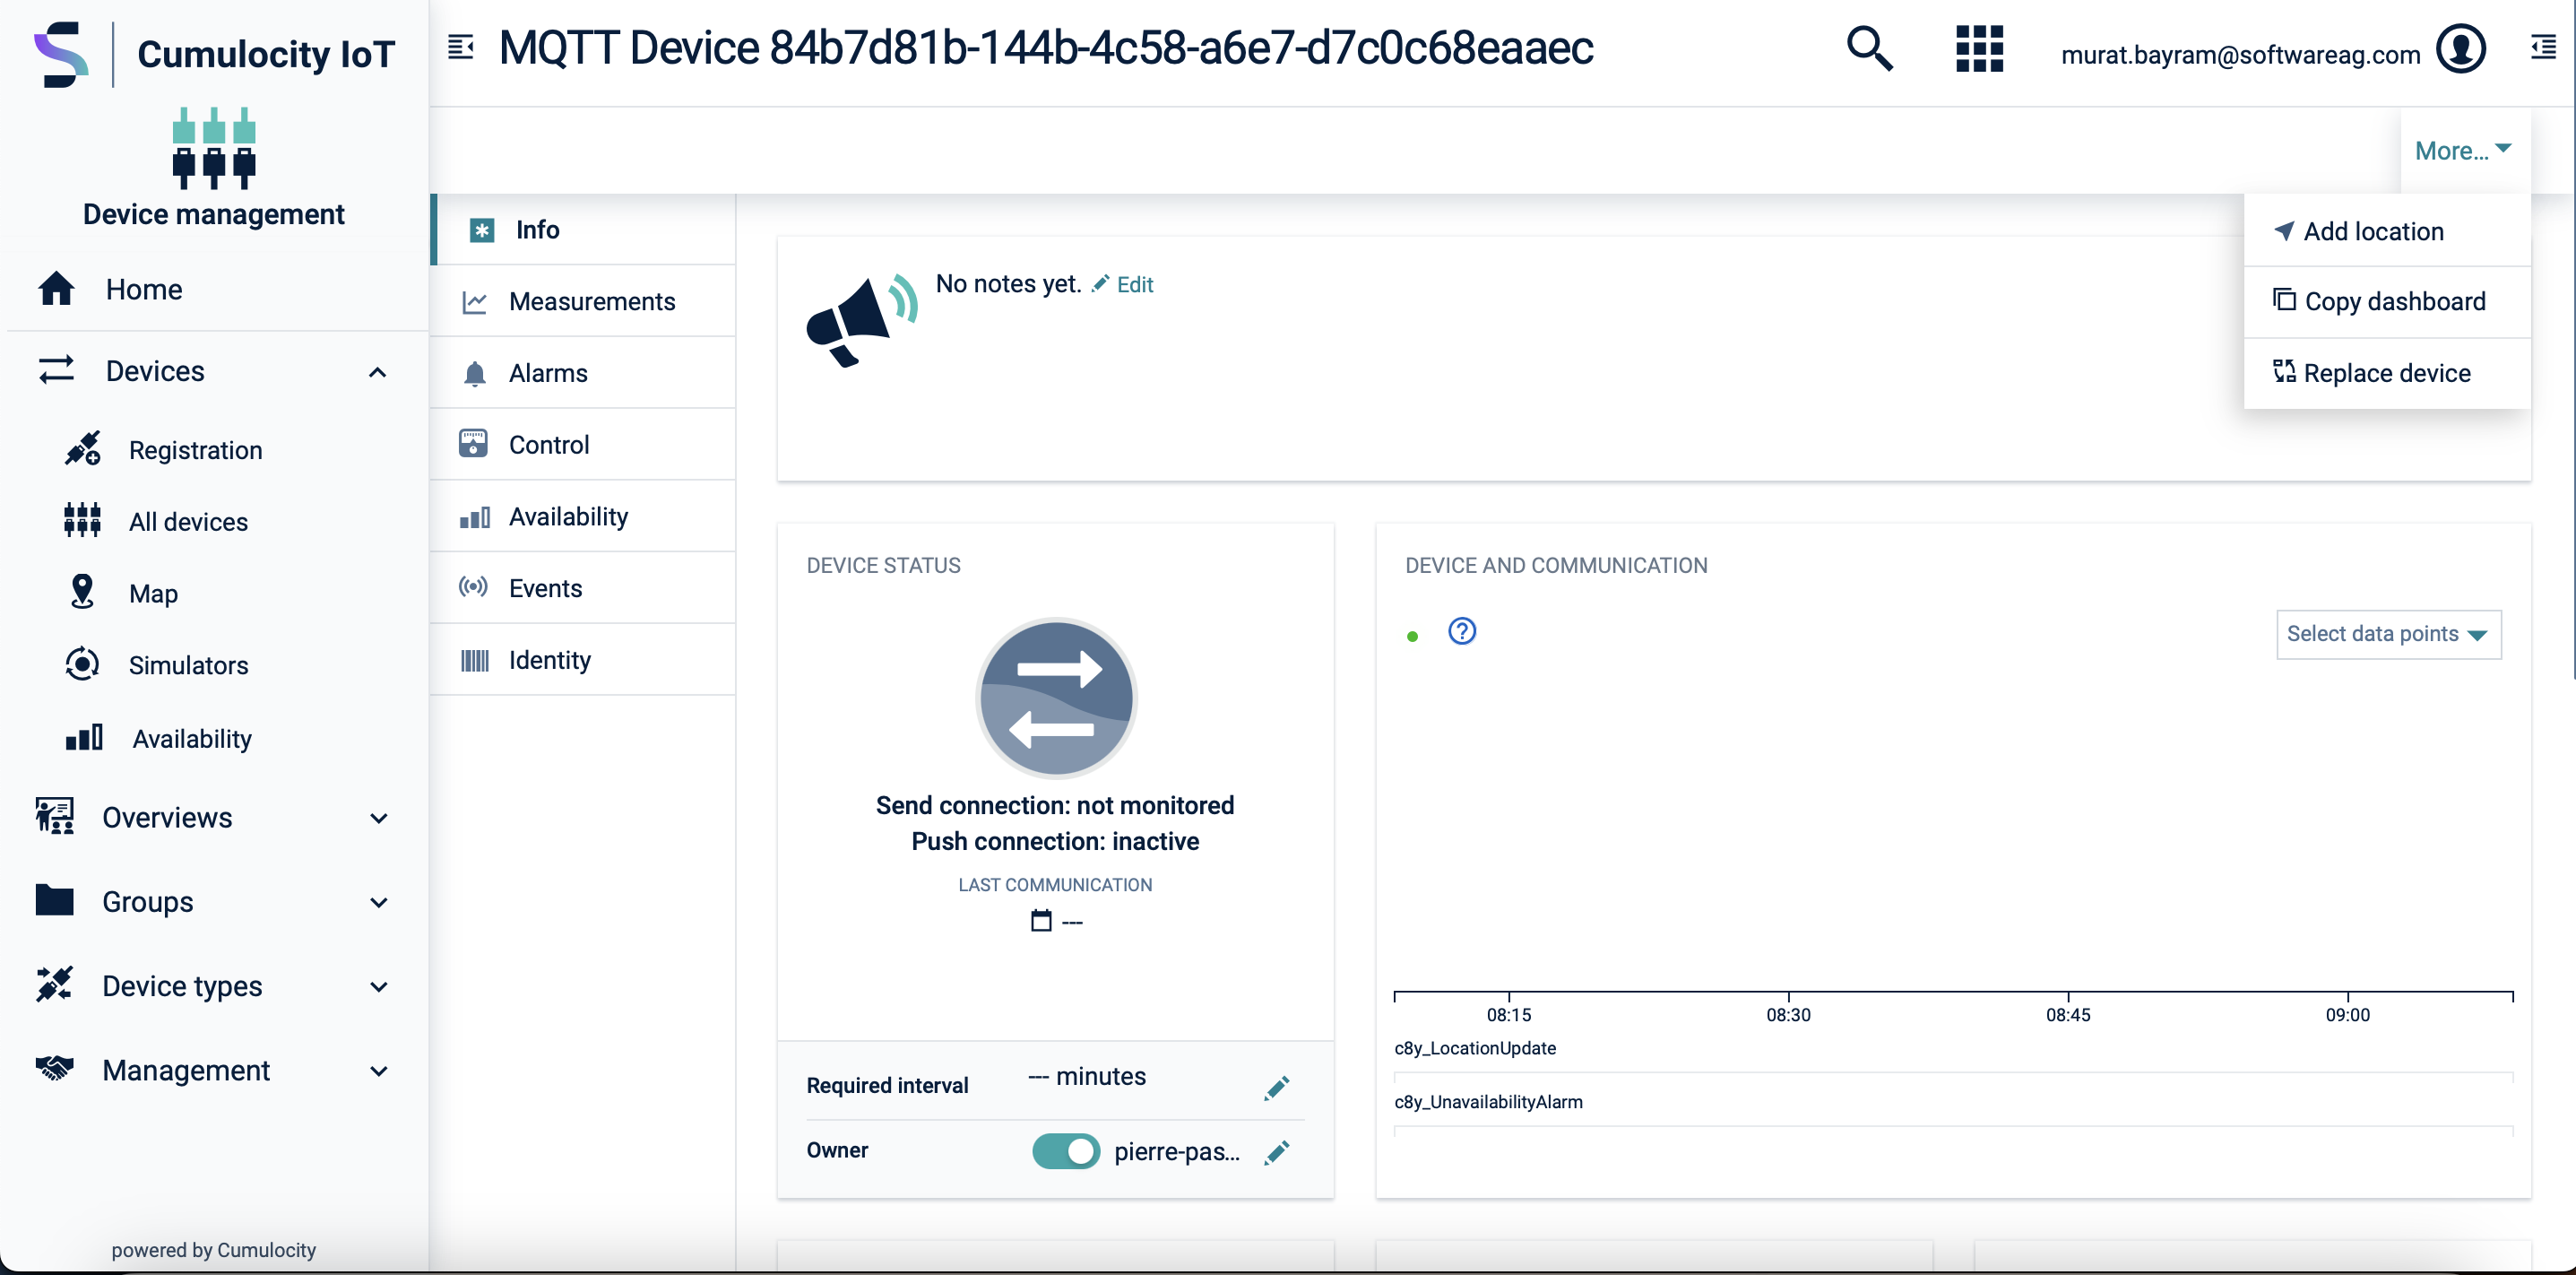 Cumulocity IoT
Device management
Home
Devices
Registration
All devices
Map
Simulators
Availability
Overviews
Groups
Device types
Management
powered by Cumulocity
MQTT Device 84b7d81b-144b-4c58-a6e7-d7c0c68eaaec
murat.bayram@softwareag.com
More...
Add location
Copy dashboard
Replace device
Info
Measurements
Alarms
Control
Availability
Events
Identity
No notes yet. Edit
DEVICE STATUS
Send connection: not monitored
Push connection: inactive
LAST COMMUNICATION
---
Required interval --- minutes
Owner pierre-pas...
DEVICE AND COMMUNICATION
Select data points
08:15 08:30 08:45 09:00
c8y_LocationUpdate
c8y_UnavailabilityAlarm